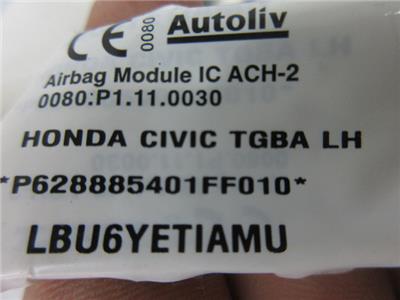 CE 0080 Autoliv
Airbag Module IC ACH-2
0080:P1.11.0030
HONDA CIVIC TGBA LH
*P628885401FF010*
LBU6YETIAMU